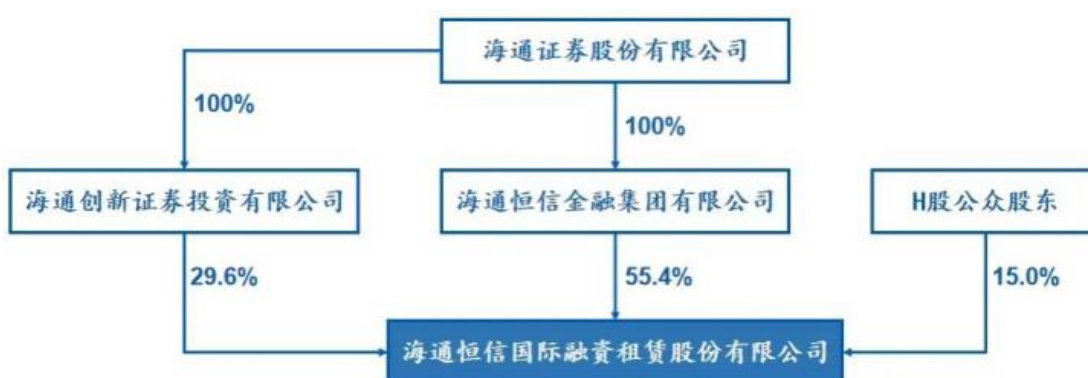 海通证券股份有限公司
100%
100%
海通创新证券投资有限公司
海通恒信金融集团有限公司
H股公众股东
29.6%
55.4%
15.0%
海通恒信国际融资租赁股份有限公司